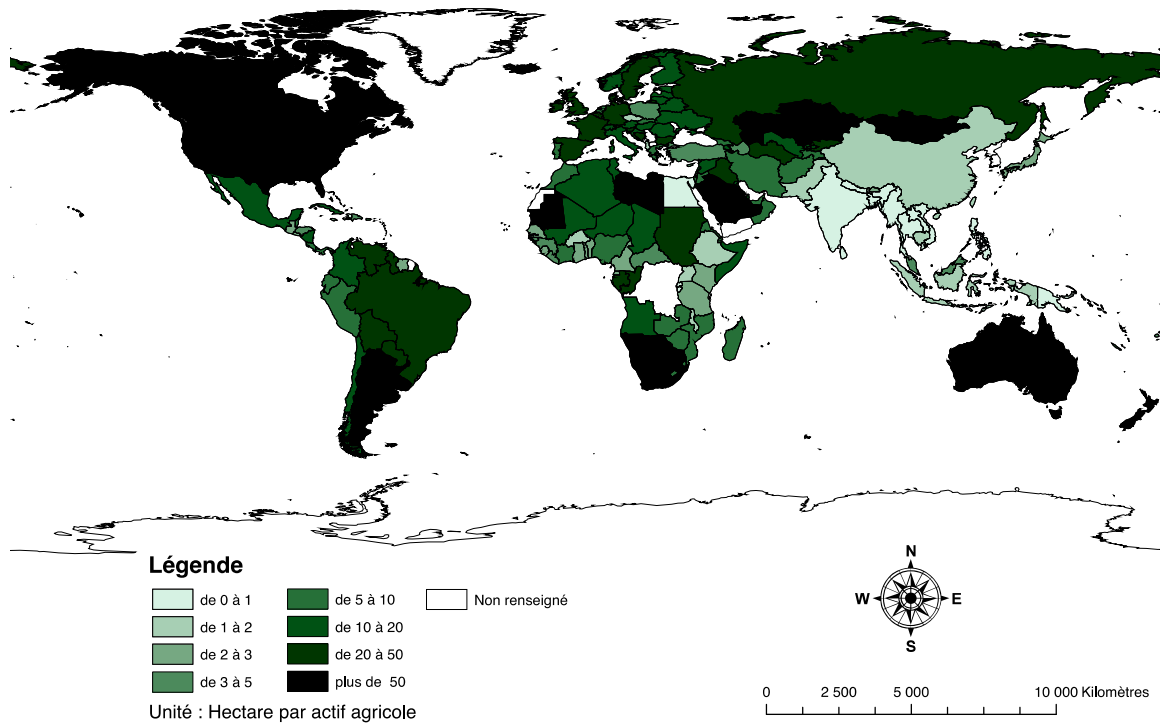 Légende
de 0 à 1
de 1 à 2
de 2 à 3
de 3 à 5
de 5 à 10
de 10 à 20
de 20 à 50
plus de 50
Non renseigné
Unité : Hectare par actif agricole
N
W E
S
0 2 500 5 000 10 000 Kilomètres